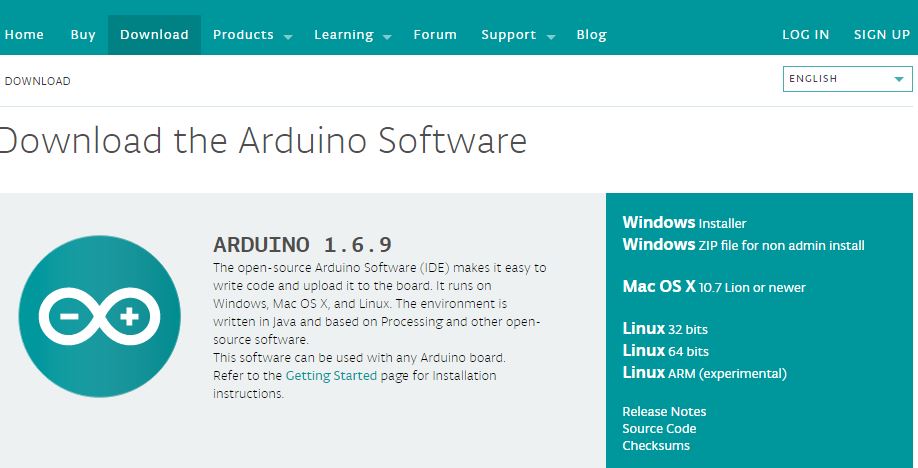 Home Buy Download Products Learning Forum Support Blog LOG IN SIGN UP
DOWNLOAD
ENGLISH
Download the Arduino Software
ARDUINO 1.6.9
The open-source Arduino Software (IDE) makes it easy to
write code and upload it to the board. It runs on
Windows, Mac OS X, and Linux. The environment is
written in Java and based on Processing and other open-
source software.
This software can be used with any Arduino board.
Refer to the Getting Started page for Installation
instructions.
Windows Installer
Windows ZIP file for non admin install
Mac OS X 10.7 Lion or newer
Linux 32 bits
Linux 64 bits
Linux ARM (experimental)
Release Notes
Source Code
Checksums